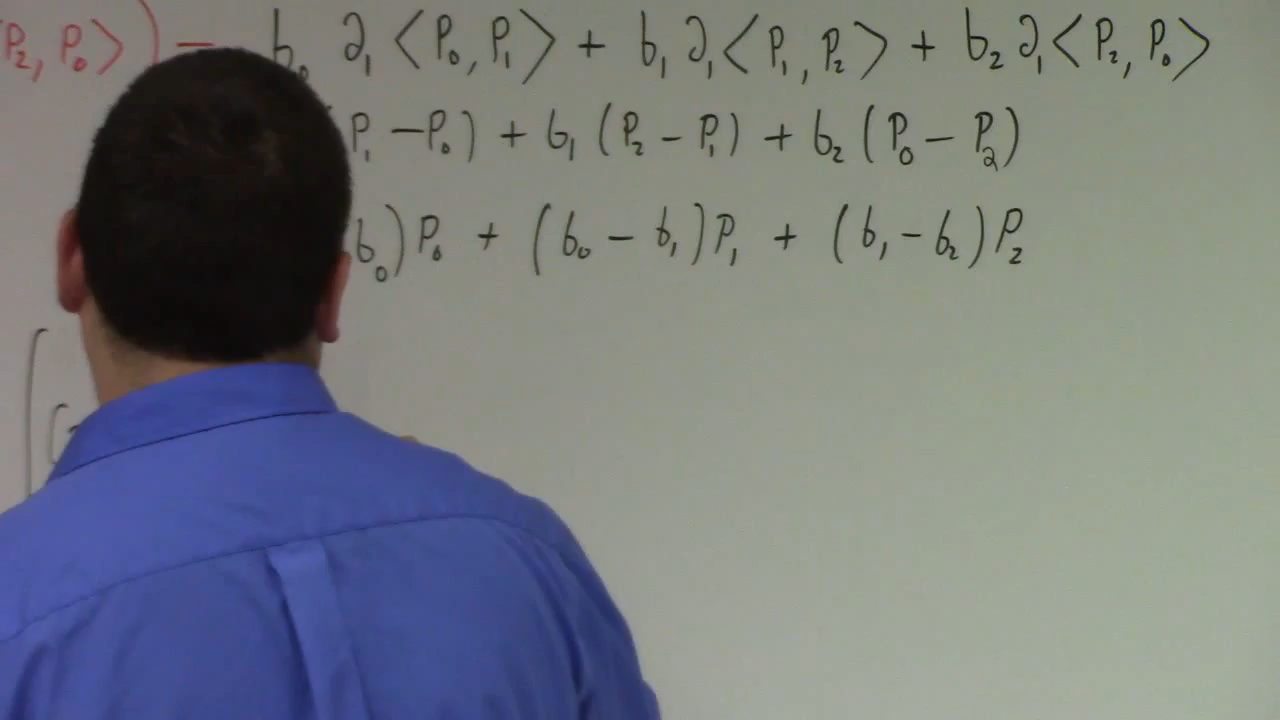 P₂, P₀⟩) = b₀ ∂₁⟨P₀, P₁⟩ + b₁ ∂₁⟨P₁, P₂⟩ + b₂ ∂₁⟨P₂, P₀⟩
P₁ − P₀) + b₁ (P₂ − P₁) + b₂ (P₀ − P₂)
b₀) P₀ + (b₀ − b₁) P₁ + (b₁ − b₂) P₂